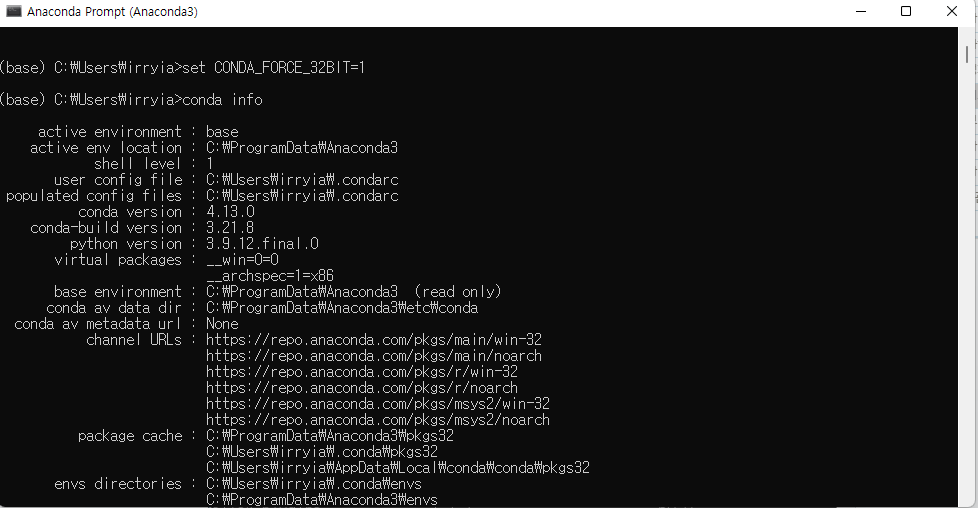 Anaconda Prompt (Anaconda3)
(base) C:₩Users₩irryia>set CONDA_FORCE_32BIT=1
(base) C:₩Users₩irryia>conda info
active environment : base
active env location : C:₩ProgramData₩Anaconda3
shell level : 1
user config file : C:₩Users₩irryia₩.condarc
populated config files : C:₩Users₩irryia₩.condarc
conda version : 4.13.0
conda-build version : 3.21.8
python version : 3.9.12.final.0
virtual packages : __win=0=0
__archspec=1=x86
base environment : C:₩ProgramData₩Anaconda3  (read only)
conda av data dir : C:₩ProgramData₩Anaconda3₩etc₩conda
conda av metadata url : None
channel URLs : https://repo.anaconda.com/pkgs/main/win-32
https://repo.anaconda.com/pkgs/main/noarch
https://repo.anaconda.com/pkgs/r/win-32
https://repo.anaconda.com/pkgs/r/noarch
https://repo.anaconda.com/pkgs/msys2/win-32
https://repo.anaconda.com/pkgs/msys2/noarch
package cache : C:₩ProgramData₩Anaconda3₩pkgs32
C:₩Users₩irryia₩.conda₩pkgs32
C:₩Users₩irryia₩AppData₩Local₩conda₩conda₩pkgs32
envs directories : C:₩Users₩irryia₩.conda₩envs
C:₩ProgramData₩Anaconda3₩envs